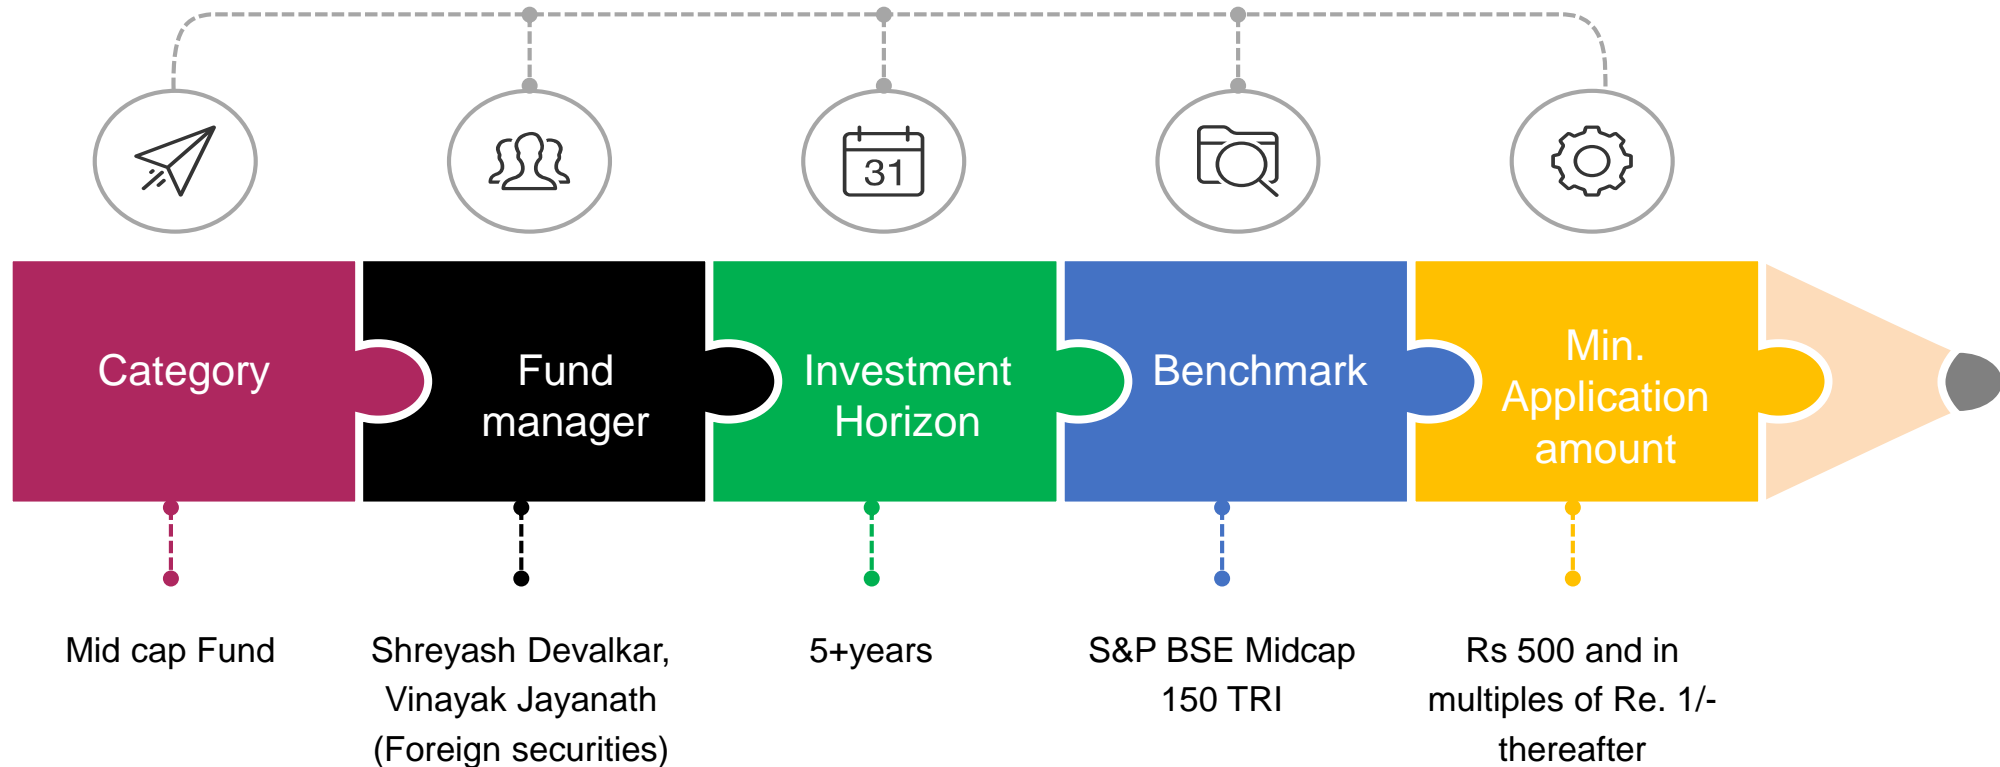 31
Category
Fund
manager
Investment
Horizon
Benchmark
Min.
Application
amount
Mid cap Fund
Shreyash Devalkar,
Vinayak Jayanath
(Foreign securities)
5+years
S&P BSE Midcap
150 TRI
Rs 500 and in
multiples of Re. 1/-
thereafter